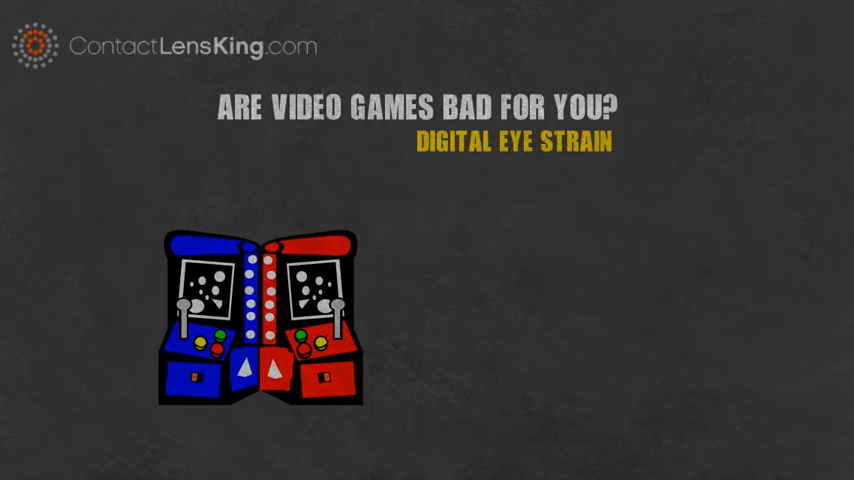 ContactLensKing.com
ARE VIDEO GAMES BAD FOR YOU?
DIGITAL EYE STRAIN